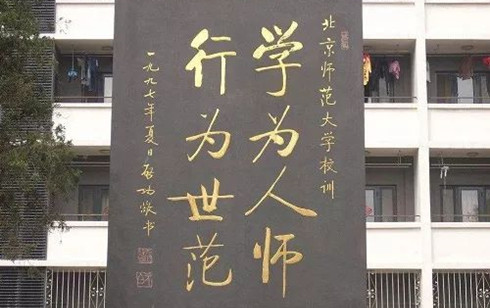 北京师范大学校训
学为人师
行为世范
一九九七年夏日启功敬书